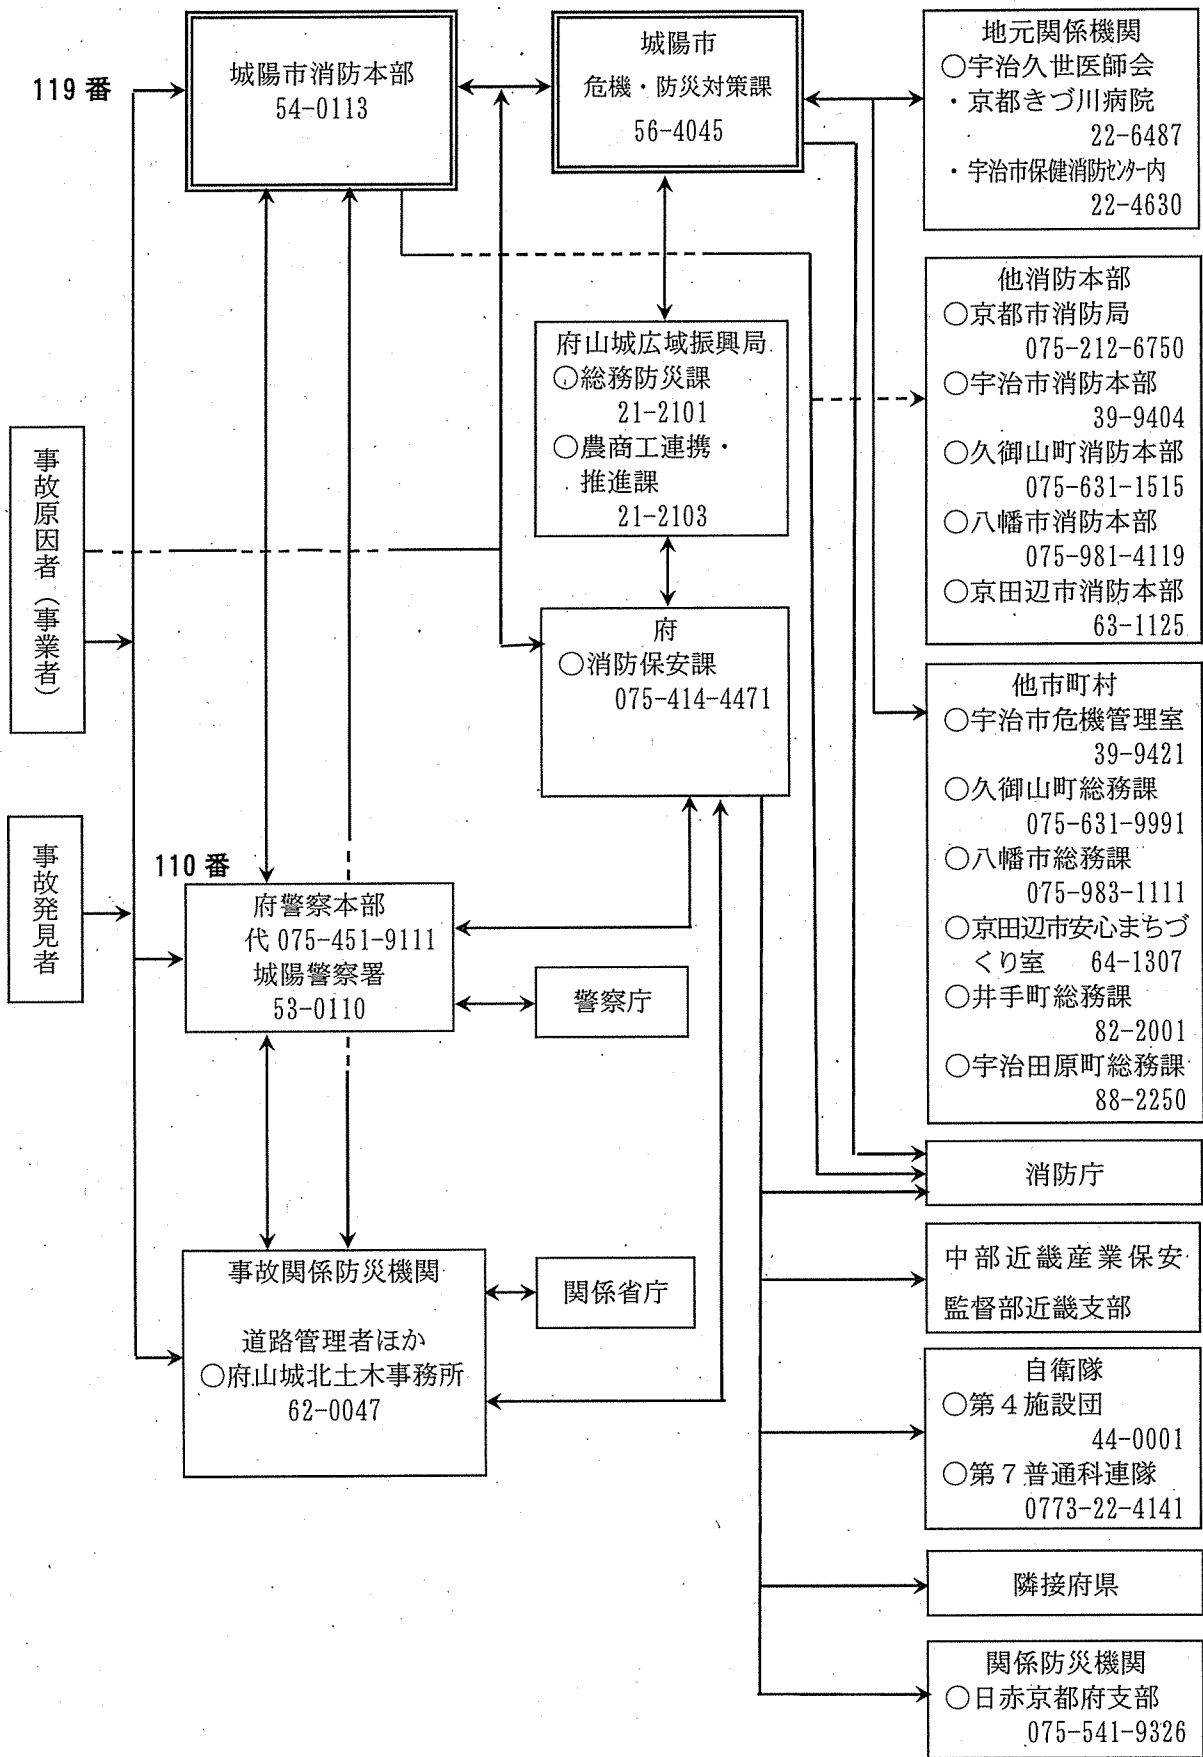 119番
城陽市消防本部
54-0113
城陽市
危機・防災対策課
56-4045
地元関係機関
○宇治久世医師会
・京都きづ川病院
22-6487
・宇治市保健消防センター内
22-4630
他消防本部
○京都市消防局
075-212-6750
○宇治市消防本部
39-9404
○久御山町消防本部
075-631-1515
○八幡市消防本部
075-981-4119
○京田辺市消防本部
63-1125
府山城広域振興局
○総務防災課
21-2101
○農商工連携・
推進課
21-2103
事故原因者（事業者）
府
○消防保安課
075-414-4471
他市町村
○宇治市危機管理室
39-9421
○久御山町総務課
075-631-9991
○八幡市総務課
075-983-1111
○京田辺市安心まちづ
くり室 64-1307
○井手町総務課
82-2001
○宇治田原町総務課
88-2250
事故発見者
110番
府警察本部
代 075-451-9111
城陽警察署
53-0110
警察庁
消防庁
中部近畿産業保安
監督部近畿支部
事故関係防災機関
道路管理者ほか
○府山城北土木事務所
62-0047
関係省庁
自衛隊
○第４施設団
44-0001
○第７普通科連隊
0773-22-4141
隣接府県
関係防災機関
○日赤京都府支部
075-541-9326